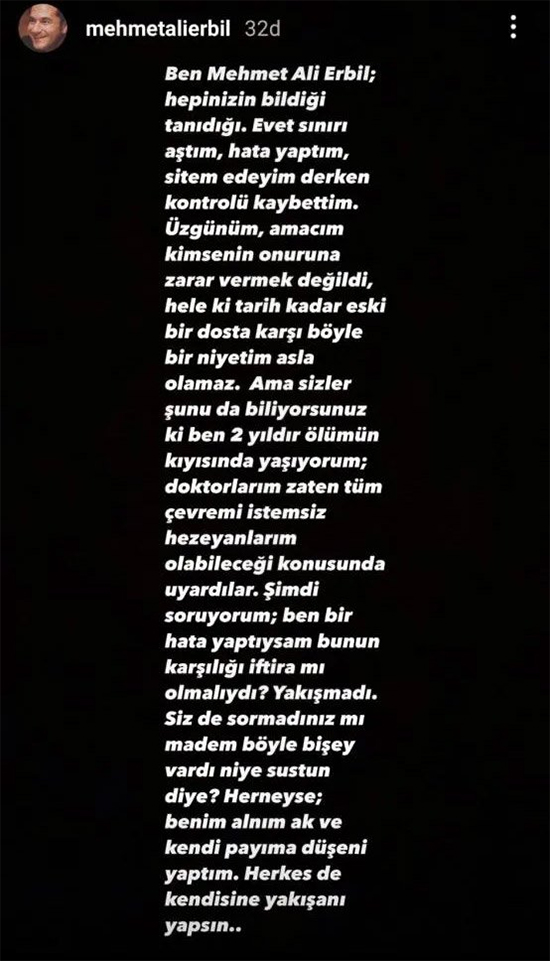 mehmetalierbil 32d
Ben Mehmet Ali Erbil;
hepinizin bildiği
tanıdığı. Evet sınırı
aştım, hata yaptım,
sitem edeyim derken
kontrolü kaybettim.
Üzgünüm, amacım
kimsenin onuruna
zarar vermek değildi,
hele ki tarih kadar eski
bir dosta karşı böyle
bir niyetim asla
olamaz. Ama sizler
şunu da biliyorsunuz
ki ben 2 yıldır ölümün
kıyısında yaşıyorum;
doktorlarım zaten tüm
çevremi istemsiz
hezeyanlarım
olabileceği konusunda
uyardılar. Şimdi
soruyorum; ben bir
hata yaptıysam bunun
karşılığı iftira mı
olmalıydı? Yakışmadı.
Siz de sormadınız mı
madem böyle bişey
vardı niye sustun
diye? Herneyse;
benim alnım ak ve
kendi payıma düşeni
yaptım. Herkes de
kendisine yakışanı
yapsın..